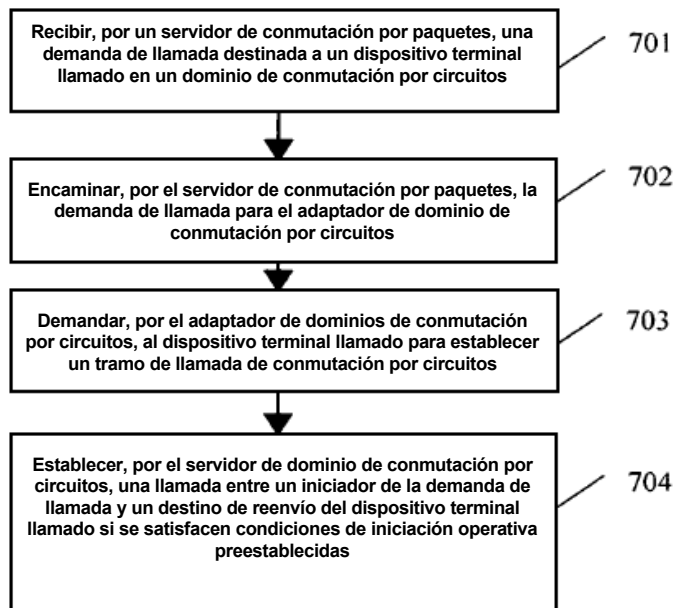 Recibir, por un servidor de conmutación por paquetes, una
demanda de llamada destinada a un dispositivo terminal
llamado en un dominio de conmutación por circuitos
701
Encaminar, por el servidor de conmutación por paquetes, la
demanda de llamada para el adaptador de dominio de
conmutación por circuitos
702
Demandar, por el adaptador de dominios de conmutación
por circuitos, al dispositivo terminal llamado para establecer
un tramo de llamada de conmutación por circuitos
703
Establecer, por el servidor de dominio de conmutación por
circuitos, una llamada entre un iniciador de la demanda de
llamada y un destino de reenvío del dispositivo terminal
llamado si se satisfacen condiciones de iniciación operativa
preestablecidas
704